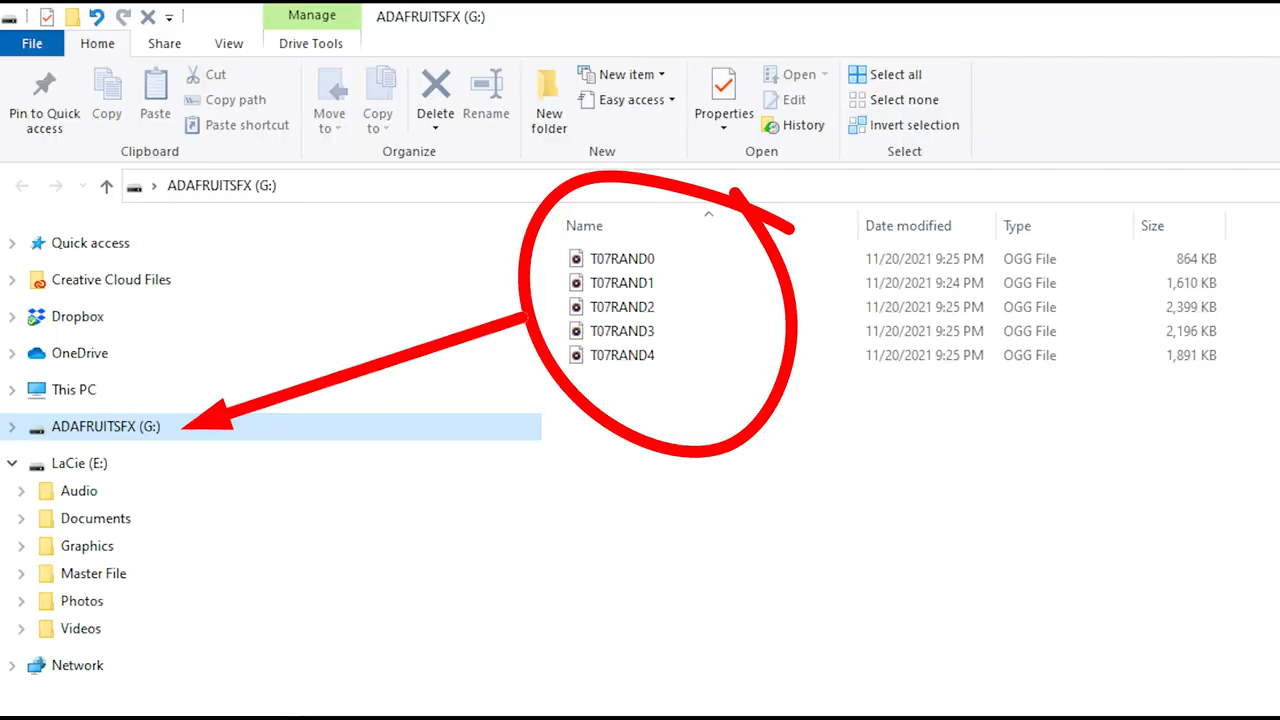 Manage
ADAFRUITSFX (G:)
File
Home
Share
View
Drive Tools
Pin to Quick access
Copy
Paste
Cut
Copy path
Paste shortcut
Clipboard
Move to
Copy to
Delete
Rename
Organize
New folder
New item
Easy access
New
Properties
Open
Edit
History
Open
Select all
Select none
Invert selection
Select
ADAFRUITSFX (G:)
Quick access
Creative Cloud Files
Dropbox
OneDrive
This PC
ADAFRUITSFX (G:)
LaCie (E:)
Audio
Documents
Graphics
Master File
Photos
Videos
Network
Name Date modified Type Size
T07RAND0 11/20/2021 9:25 PM OGG File 864 KB
T07RAND1 11/20/2021 9:24 PM OGG File 1,610 KB
T07RAND2 11/20/2021 9:25 PM OGG File 2,399 KB
T07RAND3 11/20/2021 9:25 PM OGG File 2,196 KB
T07RAND4 11/20/2021 9:25 PM OGG File 1,891 KB